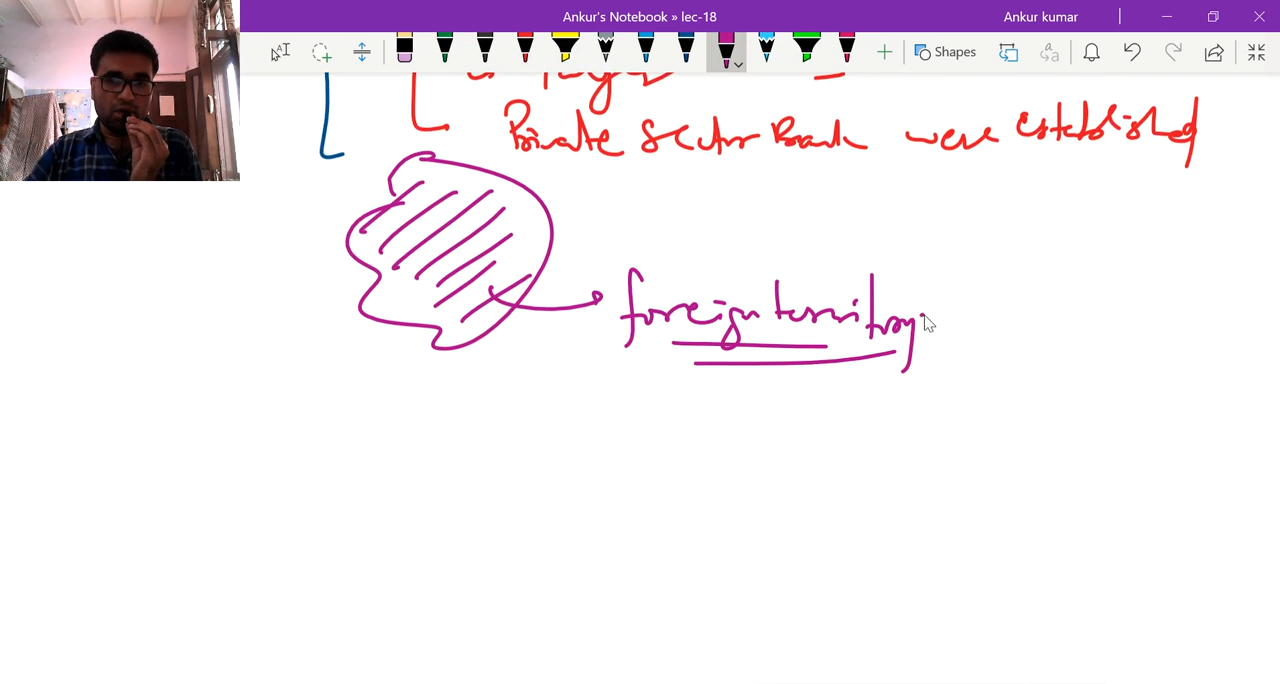 Ankur's Notebook » lec-18
Ankur kumar
Shapes
Private Sector Bank were established
foreign territory